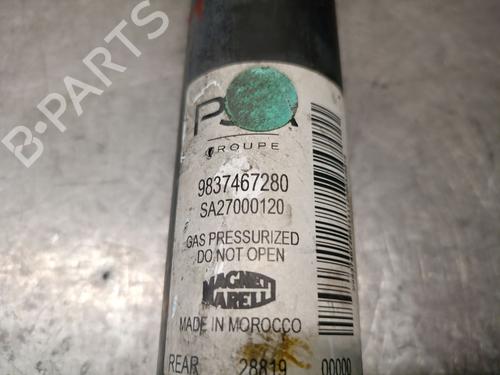 B-PARTS
GROUPE
9837467280
SA27000120
GAS PRESSURIZED
DO NOT OPEN
MAGNETI
MARELLI
MADE IN MOROCCO
REAR 28819 00000